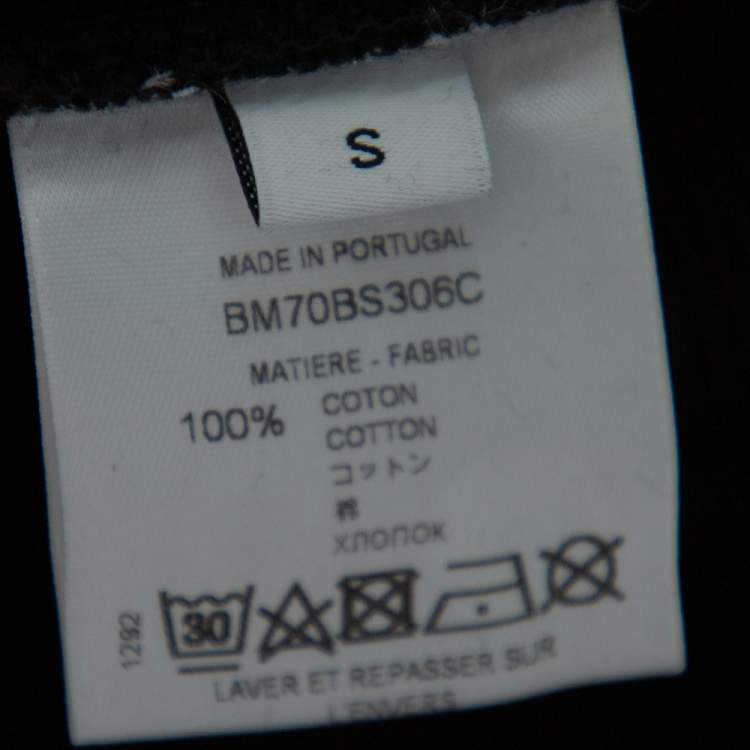 S
MADE IN PORTUGAL
BM70BS306C
MATIERE - FABRIC
100% COTON
COTTON
コットン
棉
ХЛОПОК
30
1292
LAVER ET REPASSER SUR
L'ENVERS